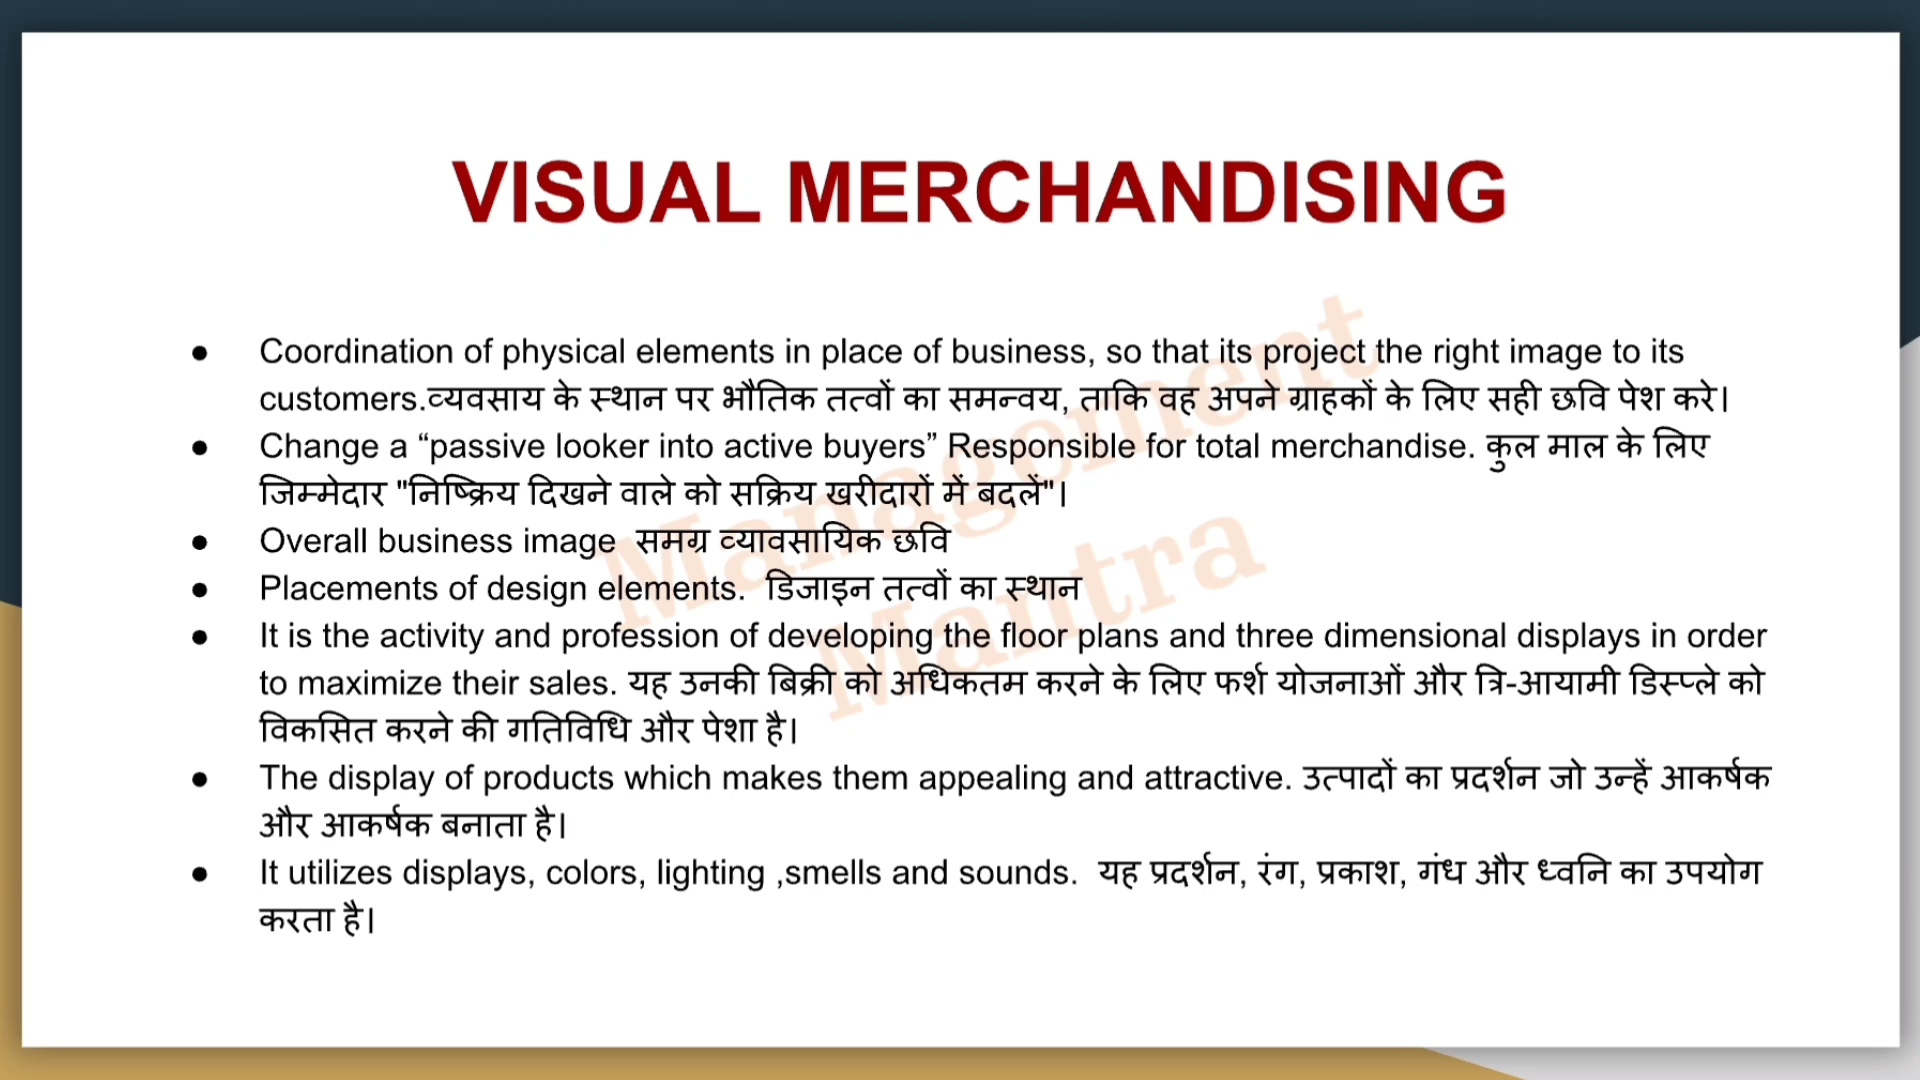 VISUAL MERCHANDISING
● Coordination of physical elements in place of business, so that its project the right image to its
customers.व्यवसाय के स्थान पर भौतिक तत्वों का समन्वय, ताकि वह अपने ग्राहकों के लिए सही छवि पेश करे।
● Change a “passive looker into active buyers” Responsible for total merchandise. कुल माल के लिए
जिम्मेदार "निष्क्रिय दिखने वाले को सक्रिय खरीदारों में बदलें"।
● Overall business image समग्र व्यावसायिक छवि
● Placements of design elements. डिजाइन तत्वों का स्थान
● It is the activity and profession of developing the floor plans and three dimensional displays in order
to maximize their sales. यह उनकी बिक्री को अधिकतम करने के लिए फर्श योजनाओं और त्रि-आयामी डिस्प्ले को
विकसित करने की गतिविधि और पेशा है।
● The display of products which makes them appealing and attractive. उत्पादों का प्रदर्शन जो उन्हें आकर्षक
और आकर्षक बनाता है।
● It utilizes displays, colors, lighting ,smells and sounds. यह प्रदर्शन, रंग, प्रकाश, गंध और ध्वनि का उपयोग
करता है।
Management
Mantra